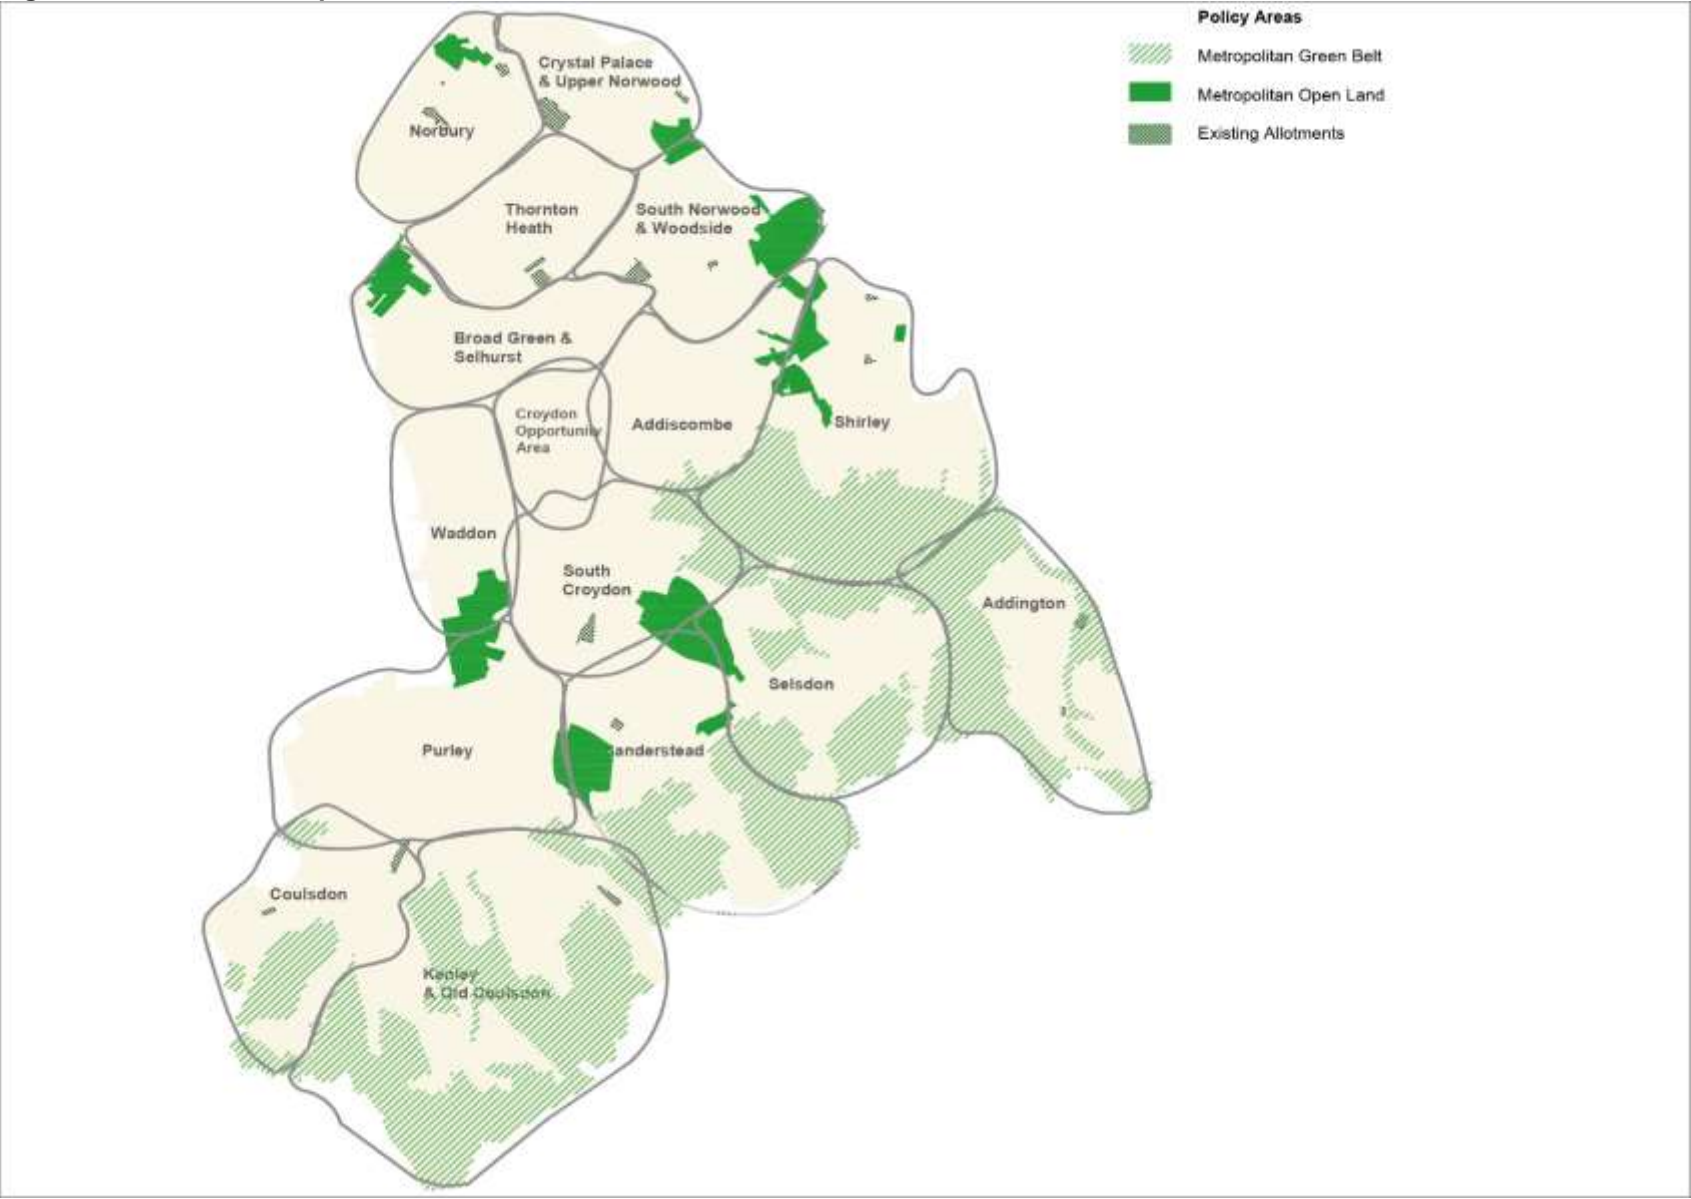 Policy Areas
Metropolitan Green Belt
Metropolitan Open Land
Existing Allotments
Crystal Palace
& Upper Norwood
Norbury
Thornton
Heath
South Norwood
& Woodside
Broad Green &
Selhurst
Croydon
Opportunity
Area
Addiscombe
Shirley
Waddon
South
Croydon
Addington
Selsdon
Purley
anderstead
Coulsdon
Kenley
& Old Coulsdon